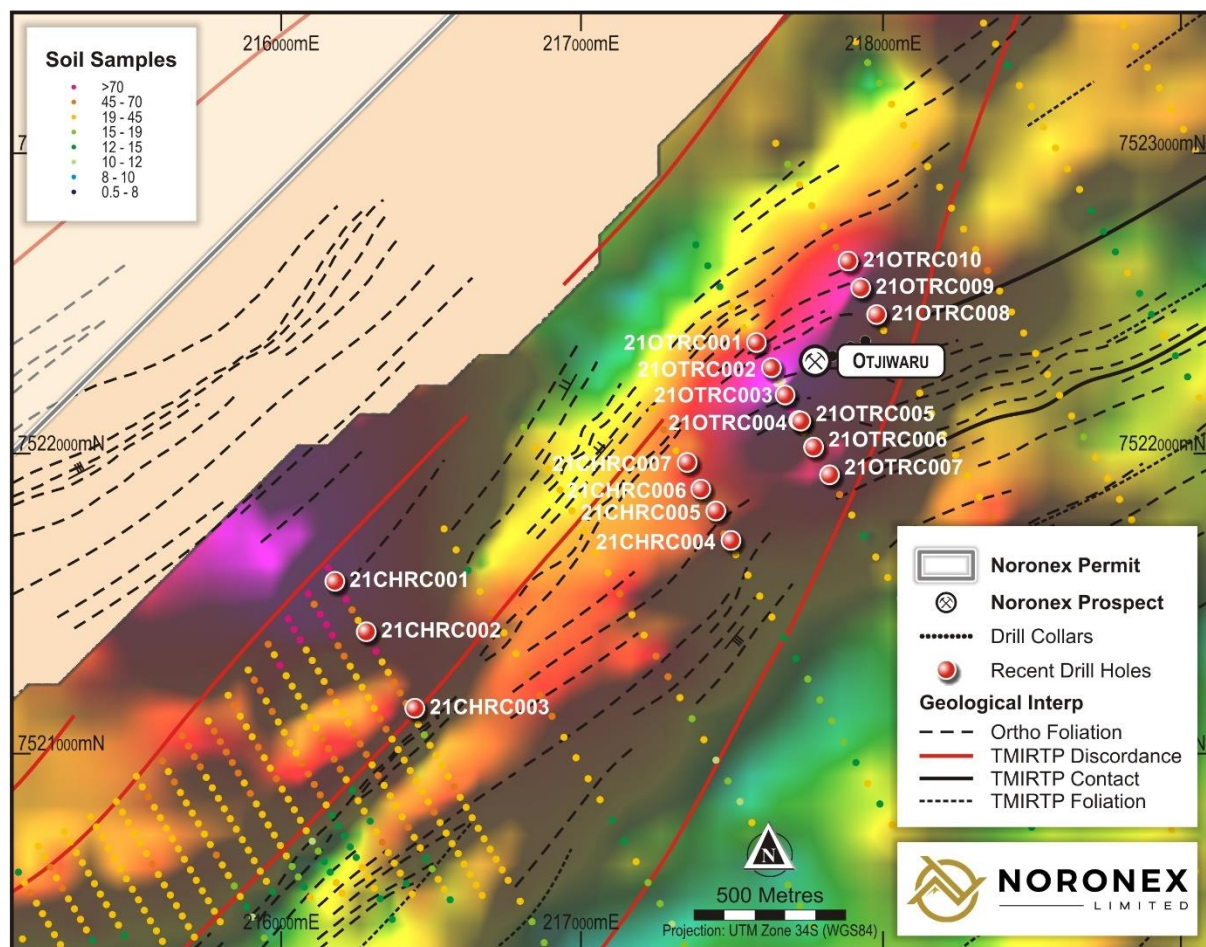 Soil Samples
>70
45 - 70
19 - 45
15 - 19
12 - 15
10 - 12
8 - 10
0.5 - 8
216000mE
217000mE
218000mE
7523000mN
21OTRC010
21OTRC009
21OTRC008
21OTRC001
OTJIWARU
21OTRC002
21OTRC003
21OTRC004
21OTRC005
21OTRC006
21OTRC007
7522000mN
7522000mN
21CHRC007
21CHRC006
21CHRC005
21CHRC004
21CHRC001
21CHRC002
21CHRC003
7521000mN
Noronex Permit
Noronex Prospect
Drill Collars
Recent Drill Holes
Geological Interp
Ortho Foliation
TMIRTP Discordance
TMIRTP Contact
TMIRTP Foliation
N
500 Metres
Projection: UTM Zone 34S (WGS84)
216000mE
217000mE
NORONEX
LIMITED